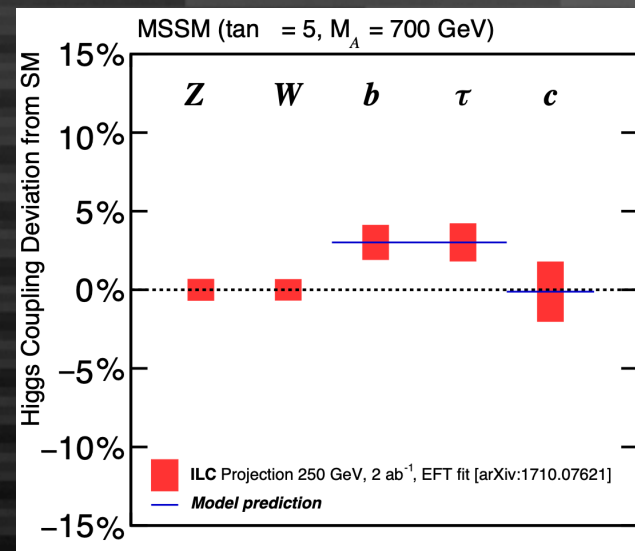 MSSM (tan = 5, M_A = 700 GeV)
Higgs Coupling Deviation from SM
15%
Z W b τ c
10%
5%
0%
−5%
−10%
ILC Projection 250 GeV, 2 ab⁻¹, EFT fit [arXiv:1710.07621]
Model prediction
−15%